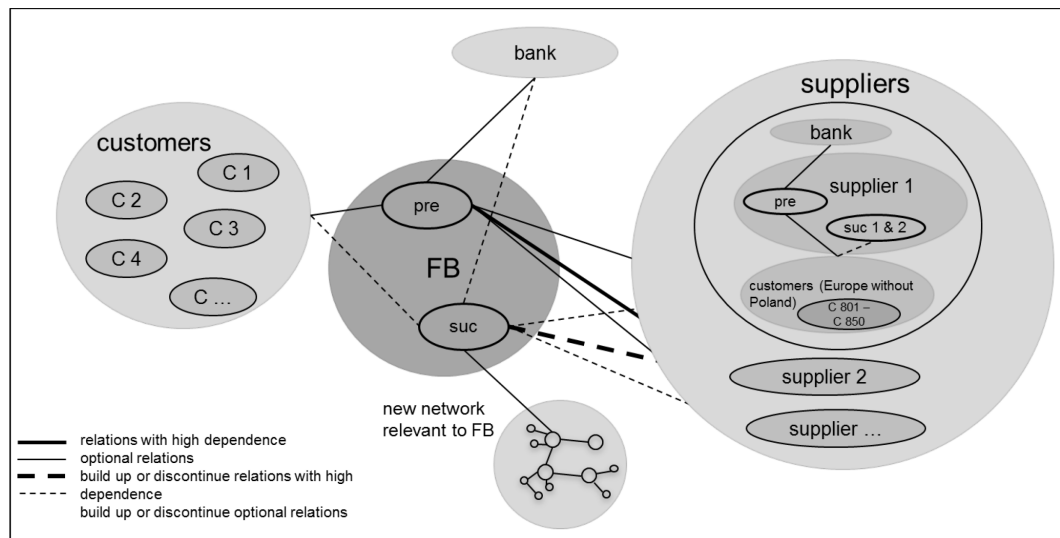 bank
suppliers
customers
bank
C 1
C 2
C 3
C 4
C ...
pre
FB
suc
supplier 1
pre
suc 1 & 2
customers (Europe without
Poland)
C 801 –
C 850
supplier 2
supplier ...
new network
relevant to FB
relations with high dependence
optional relations
build up or discontinue relations with high
dependence
build up or discontinue optional relations